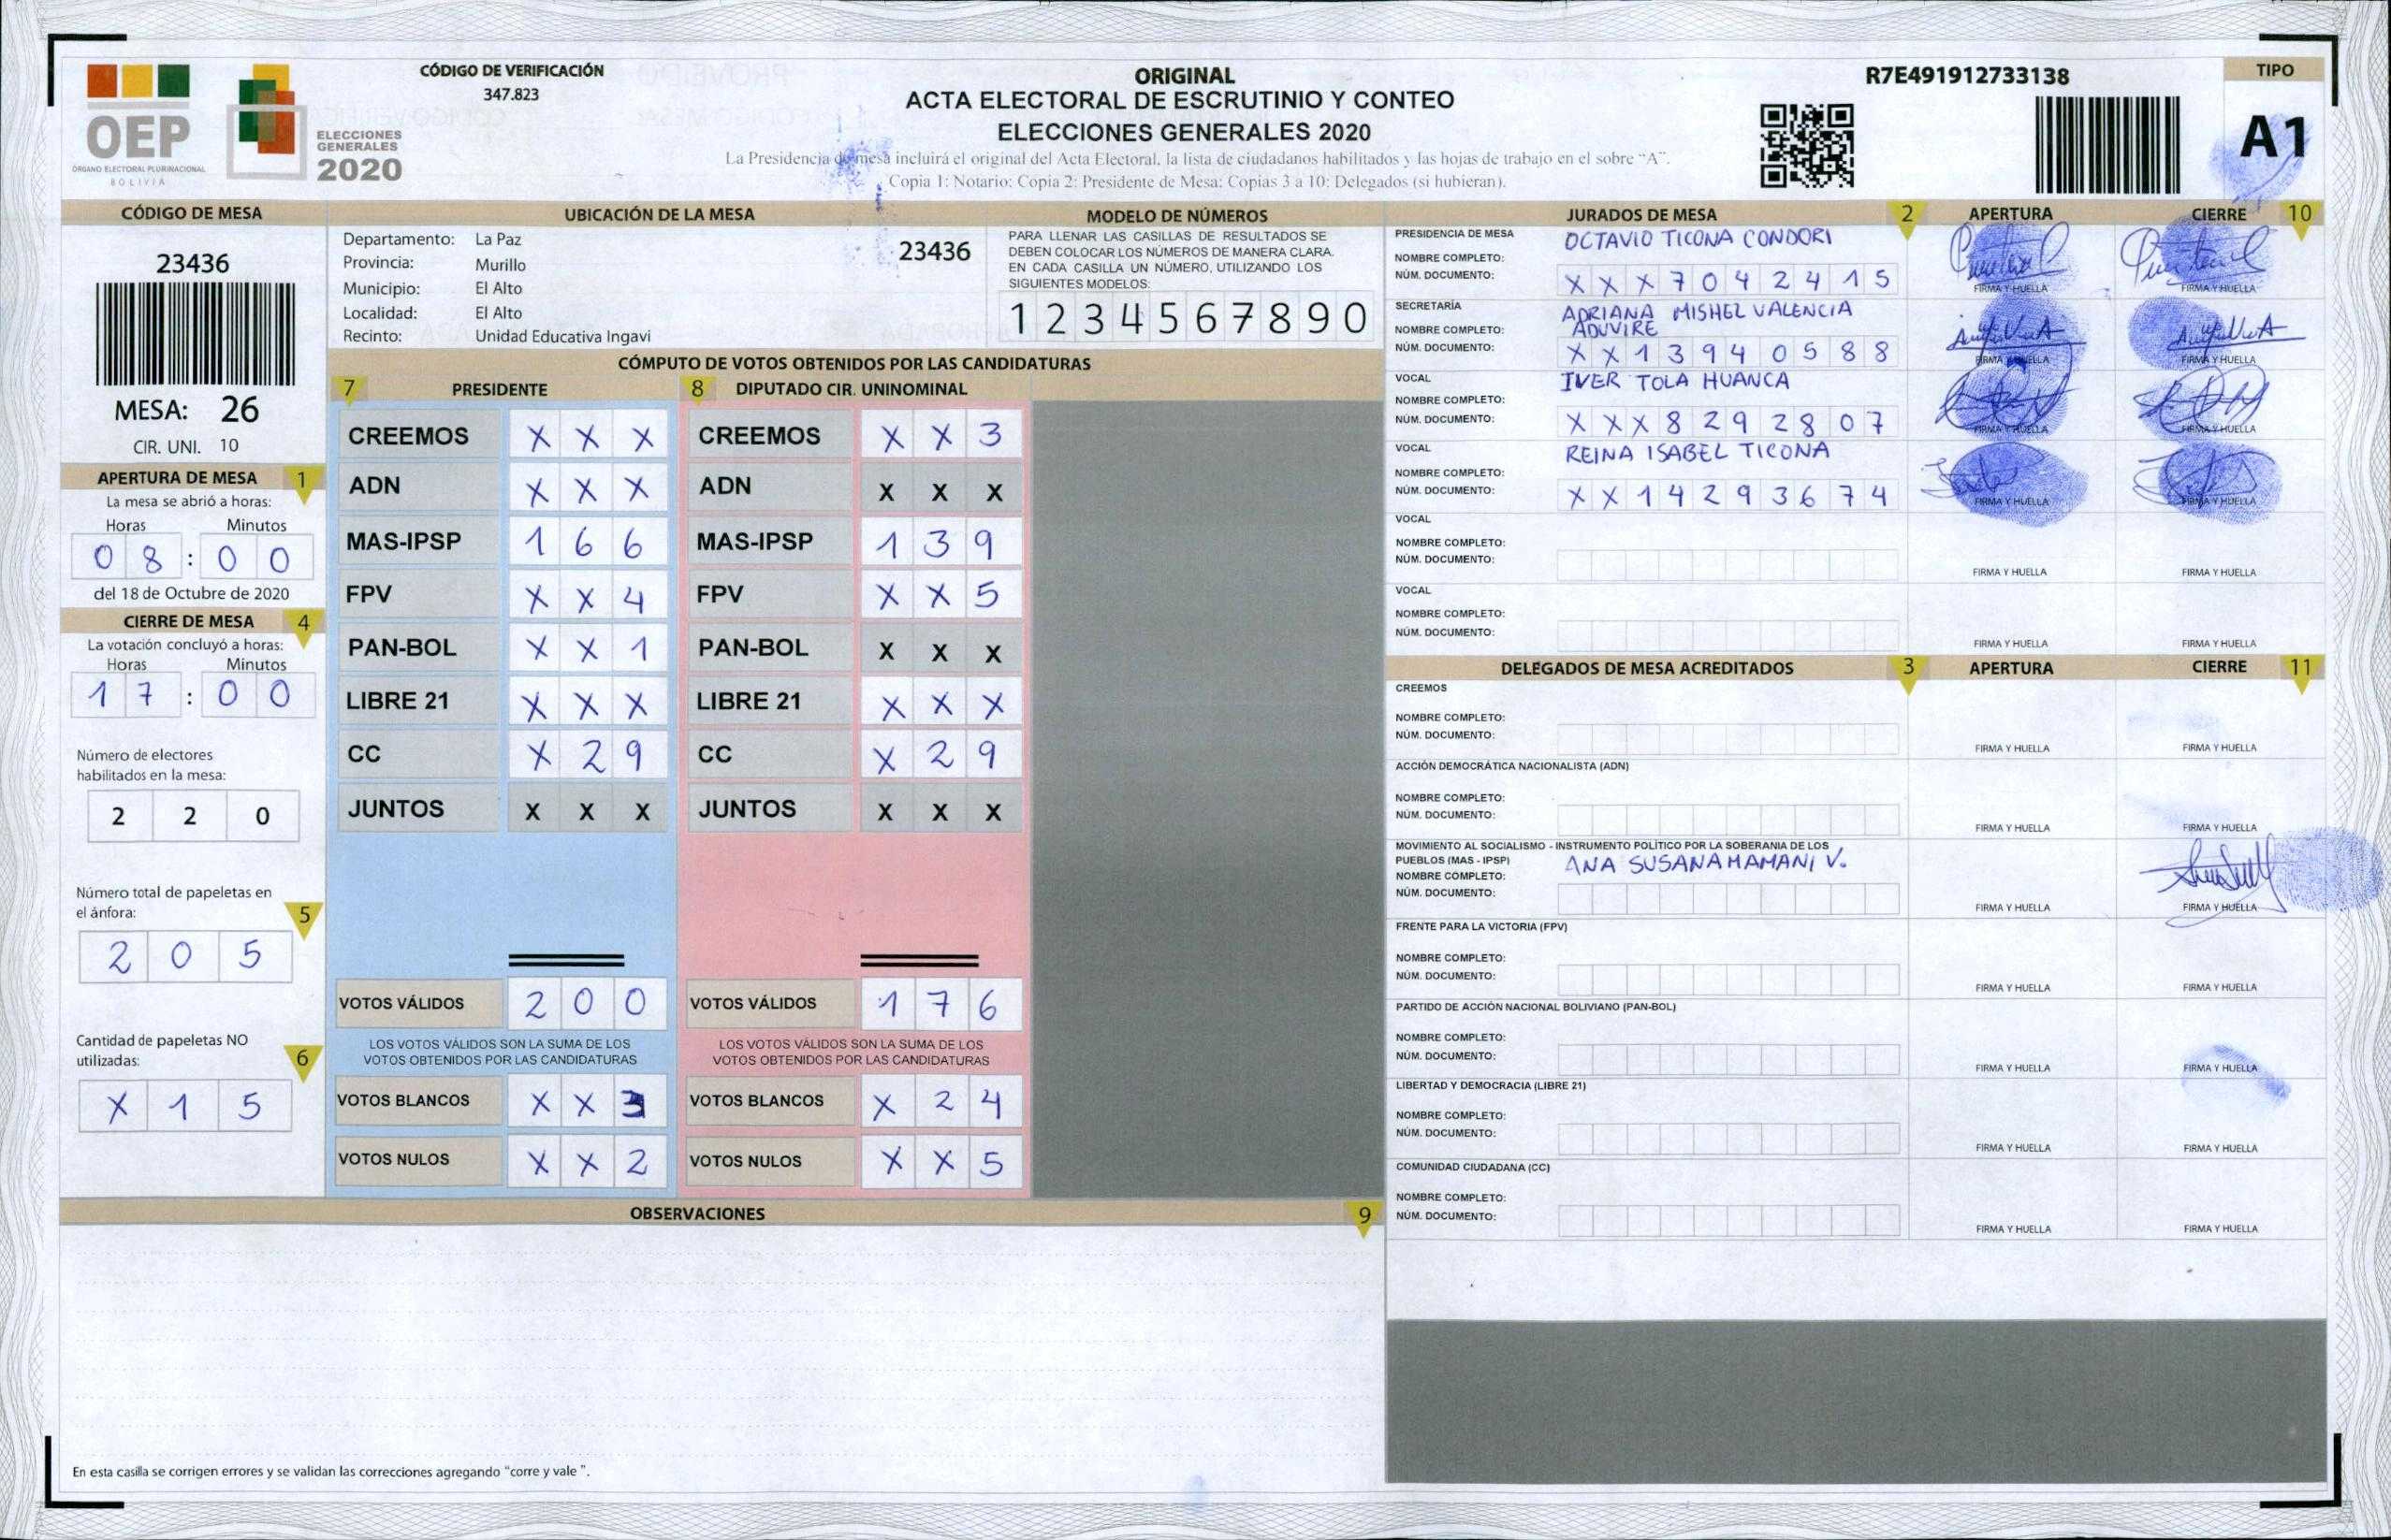 OEP
ÓRGANO ELECTORAL PLURINACIONAL
BOLIVIA
ELECCIONES
GENERALES
2020
CÓDIGO DE VERIFICACIÓN
347.823
ORIGINAL
ACTA ELECTORAL DE ESCRUTINIO Y CONTEO
ELECCIONES GENERALES 2020
La Presidencia de mesa incluirá el original del Acta Electoral, la lista de ciudadanos habilitados y las hojas de trabajo en el sobre “A”.
Copia 1: Notario; Copia 2: Presidente de Mesa; Copias 3 a 10: Delegados (si hubieran).
R7E491912733138
TIPO
A1
CÓDIGO DE MESA
23436
MESA: 26
CIR. UNI. 10
APERTURA DE MESA 1
La mesa se abrió a horas:
Horas Minutos
0 8 : 0 0
del 18 de Octubre de 2020
CIERRE DE MESA 4
La votación concluyó a horas:
Horas Minutos
1 7 : 0 0
Número de electores
habilitados en la mesa:
2 2 0
Número total de papeletas en
el ánfora:
5
2 0 5
Cantidad de papeletas NO
utilizadas:
6
X 1 5
UBICACIÓN DE LA MESA
Departamento: La Paz
Provincia: Murillo
Municipio: El Alto
Localidad: El Alto
Recinto: Unidad Educativa Ingavi
23436
MODELO DE NÚMEROS
PARA LLENAR LAS CASILLAS DE RESULTADOS SE
DEBEN COLOCAR LOS NÚMEROS DE MANERA CLARA.
EN CADA CASILLA UN NÚMERO, UTILIZANDO LOS
SIGUIENTES MODELOS:
1 2 3 4 5 6 7 8 9 0
CÓMPUTO DE VOTOS OBTENIDOS POR LAS CANDIDATURAS
7 PRESIDENTE
CREEMOS X X X
ADN X X X
MAS-IPSP 1 6 6
FPV X X 4
PAN-BOL X X 1
LIBRE 21 X X X
CC X 2 9
JUNTOS X X X
VOTOS VÁLIDOS 2 0 0
LOS VOTOS VÁLIDOS SON LA SUMA DE LOS
VOTOS OBTENIDOS POR LAS CANDIDATURAS
VOTOS BLANCOS X X 3
VOTOS NULOS X X 2
8 DIPUTADO CIR. UNINOMINAL
CREEMOS X X 3
ADN X X X
MAS-IPSP 1 3 9
FPV X X 5
PAN-BOL X X X
LIBRE 21 X X X
CC X 2 9
JUNTOS X X X
VOTOS VÁLIDOS 1 7 6
LOS VOTOS VÁLIDOS SON LA SUMA DE LOS
VOTOS OBTENIDOS POR LAS CANDIDATURAS
VOTOS BLANCOS X 2 4
VOTOS NULOS X X 5
OBSERVACIONES 9
En esta casilla se corrigen errores y se validan las correcciones agregando “corre y vale ”.
JURADOS DE MESA 2 APERTURA CIERRE 10
PRESIDENCIA DE MESA
OCTAVIO TICONA CONDORI
NOMBRE COMPLETO:
NÚM. DOCUMENTO: X X X 7 0 4 2 4 1 5
FIRMA Y HUELLA FIRMA Y HUELLA
SECRETARÍA
ADRIANA MISHEL VALENCIA
NOMBRE COMPLETO: ADUVIRE
NÚM. DOCUMENTO: X X 1 3 9 4 0 5 8 8
FIRMA Y HUELLA FIRMA Y HUELLA
VOCAL
IVER TOLA HUANCA
NOMBRE COMPLETO:
NÚM. DOCUMENTO: X X X 8 2 9 2 8 0 7
FIRMA Y HUELLA FIRMA Y HUELLA
VOCAL
REINA ISABEL TICONA
NOMBRE COMPLETO:
NÚM. DOCUMENTO: X X 1 4 2 9 3 6 7 4
FIRMA Y HUELLA FIRMA Y HUELLA
VOCAL
NOMBRE COMPLETO:
NÚM. DOCUMENTO:
FIRMA Y HUELLA FIRMA Y HUELLA
VOCAL
NOMBRE COMPLETO:
NÚM. DOCUMENTO:
FIRMA Y HUELLA FIRMA Y HUELLA
DELEGADOS DE MESA ACREDITADOS 3 APERTURA CIERRE 11
CREEMOS
NOMBRE COMPLETO:
NÚM. DOCUMENTO:
FIRMA Y HUELLA FIRMA Y HUELLA
ACCIÓN DEMOCRÁTICA NACIONALISTA (ADN)
NOMBRE COMPLETO:
NÚM. DOCUMENTO:
FIRMA Y HUELLA FIRMA Y HUELLA
MOVIMIENTO AL SOCIALISMO - INSTRUMENTO POLÍTICO POR LA SOBERANIA DE LOS
PUEBLOS (MAS - IPSP)
ANA SUSANA MAMANI V.
NOMBRE COMPLETO:
NÚM. DOCUMENTO:
FIRMA Y HUELLA FIRMA Y HUELLA
FRENTE PARA LA VICTORIA (FPV)
NOMBRE COMPLETO:
NÚM. DOCUMENTO:
FIRMA Y HUELLA FIRMA Y HUELLA
PARTIDO DE ACCIÓN NACIONAL BOLIVIANO (PAN-BOL)
NOMBRE COMPLETO:
NÚM. DOCUMENTO:
FIRMA Y HUELLA FIRMA Y HUELLA
LIBERTAD Y DEMOCRACIA (LIBRE 21)
NOMBRE COMPLETO:
NÚM. DOCUMENTO:
FIRMA Y HUELLA FIRMA Y HUELLA
COMUNIDAD CIUDADANA (CC)
NOMBRE COMPLETO:
NÚM. DOCUMENTO:
FIRMA Y HUELLA FIRMA Y HUELLA